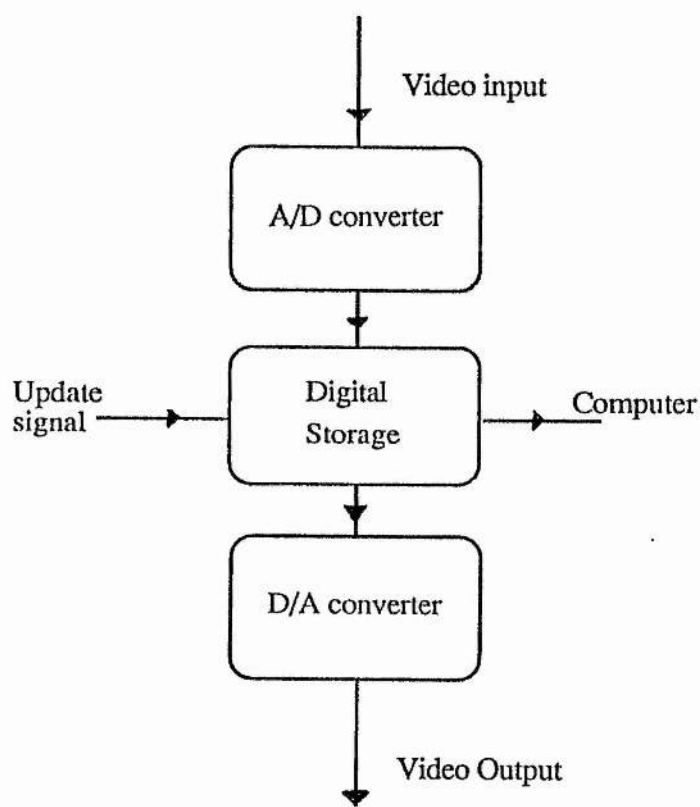 Video input
A/D converter
Update
signal
Digital
Storage
Computer
D/A converter
Video Output